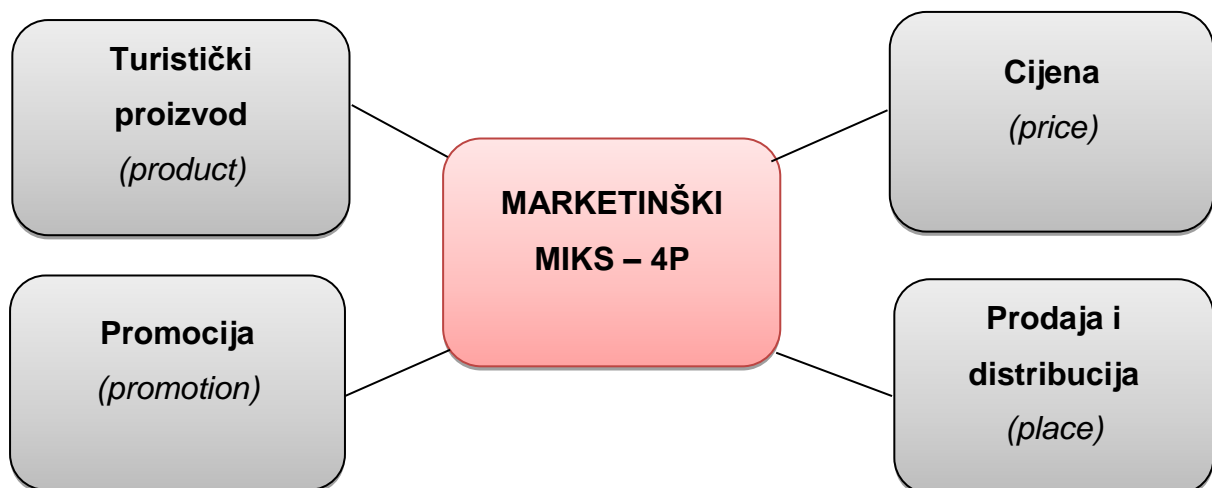 Turistički
proizvod
(product)
Cijena
(price)
MARKETINŠKI
MIKS – 4P
Promocija
(promotion)
Prodaja i
distribucija
(place)